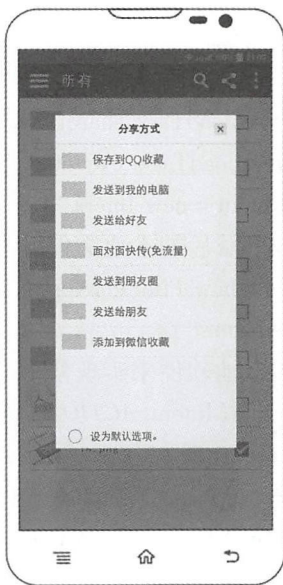 所有
分享方式
保存到QQ收藏
发送到我的电脑
发送给好友
面对面快传(免流量)
发送到朋友圈
发送给朋友
添加到微信收藏
设为默认选项。